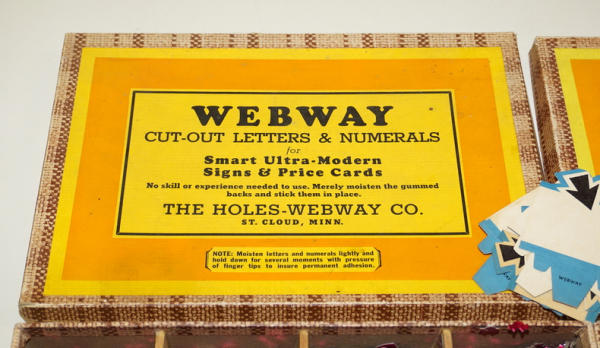 WEBWAY
CUT-OUT LETTERS & NUMERALS
for
Smart Ultra-Modern
Signs & Price Cards
No skill or experience needed to use. Merely moisten the gummed
backs and stick them in place.
THE HOLES-WEBWAY CO.
ST. CLOUD, MINN.
NOTE: Moisten letters and numerals lightly and
hold down for several moments with pressure
of finger tips to insure permanent adhesion.
WEBWAY